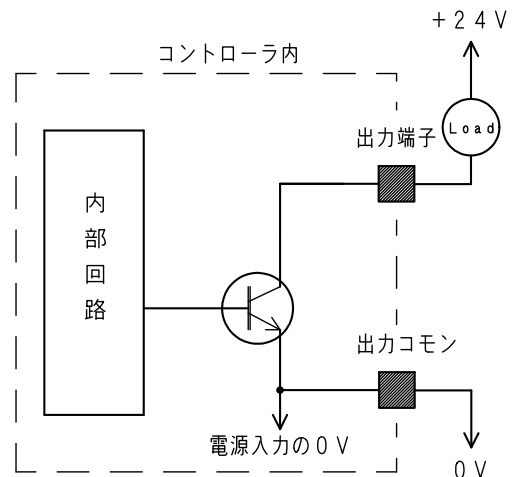 +24V
コントローラ内
Load
出力端子
内
部
回
路
出力コモン
電源入力の0V
0V